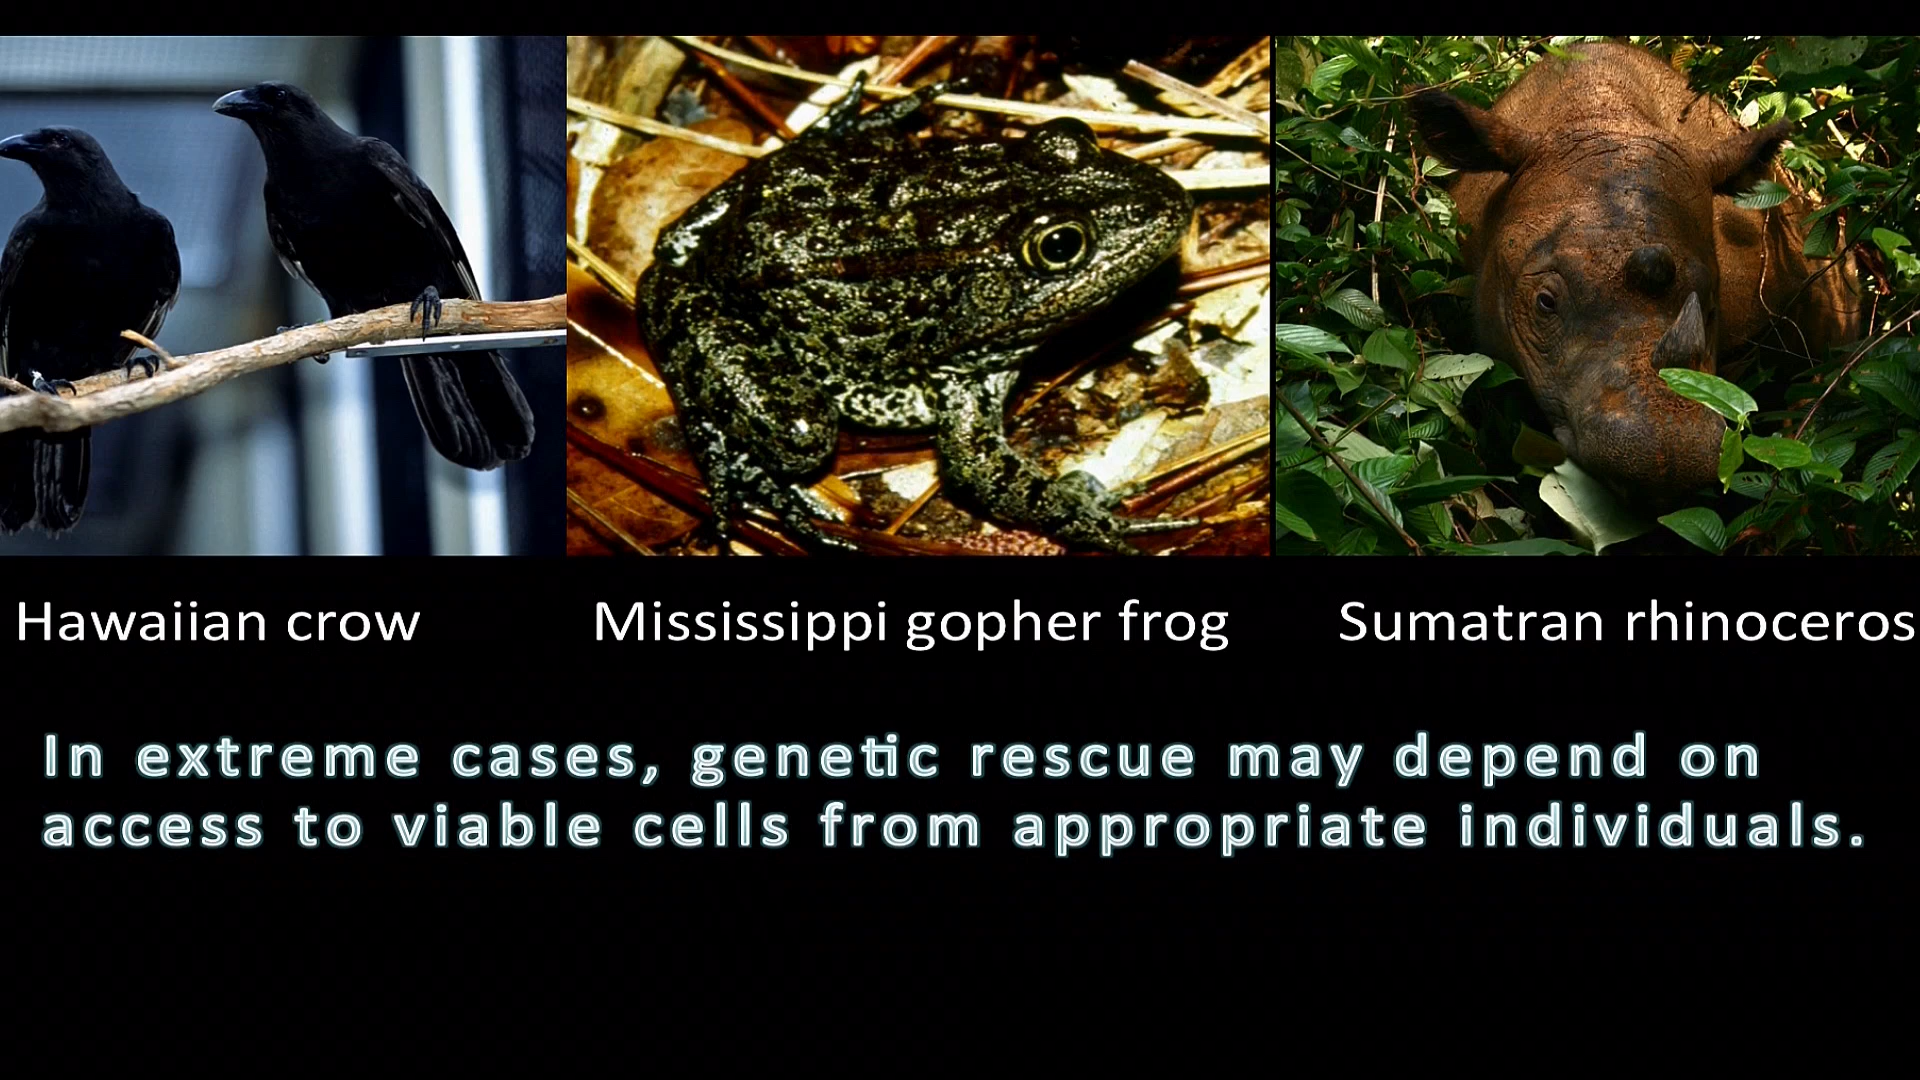 Hawaiian crow
Mississippi gopher frog
Sumatran rhinoceros
In extreme cases, genetic rescue may depend on
access to viable cells from appropriate individuals.